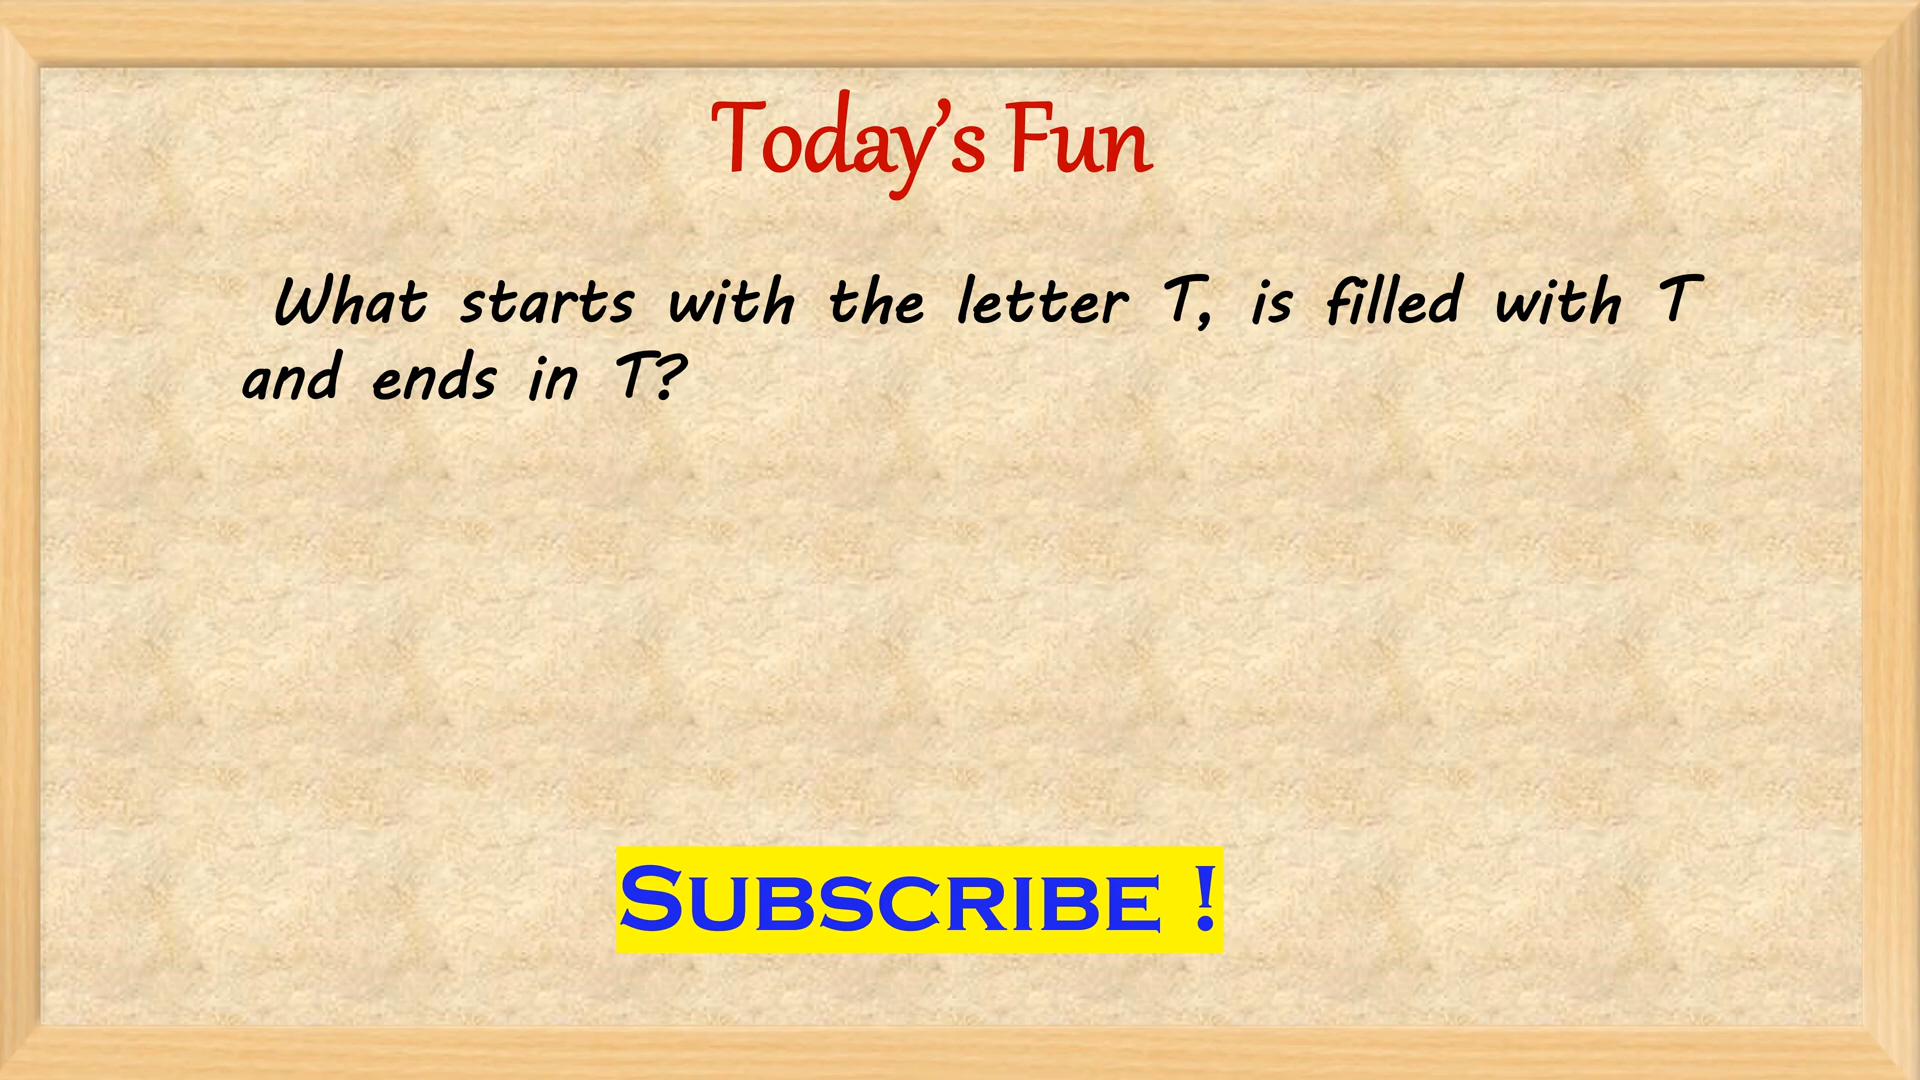 Today’s Fun
What starts with the letter T, is filled with T
and ends in T?
Subscribe !